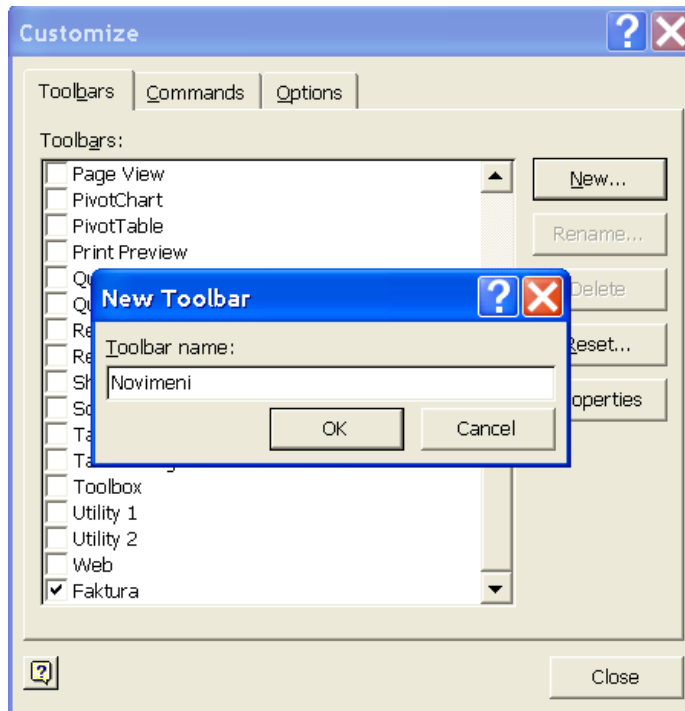 Customize
Toolbars Commands Options
Toolbars:
Page View
PivotChart
PivotTable
Print Preview
New...
Rename...
Delete
Reset...
New Toolbar
Toolbar name:
Novimeni
OK Cancel
Toolbox
Utility 1
Utility 2
Web
Faktura
Close